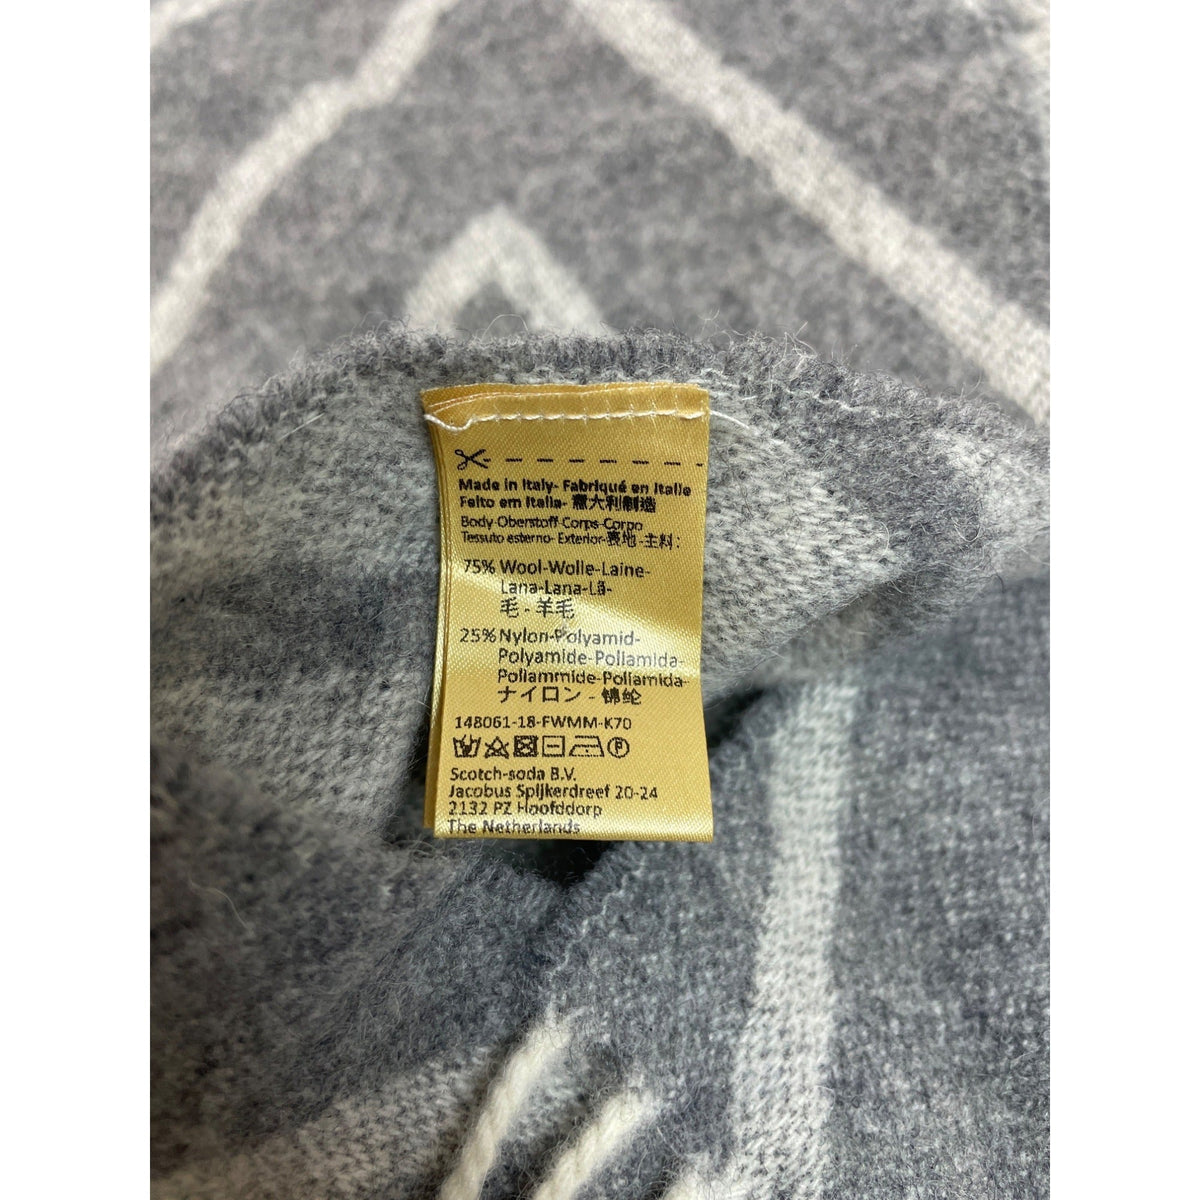 Made in Italy- Fabriqué en Italie
Feito em Italia- 意大利制造
Body-Oberstoff-Corps-Corpo
Tessuto esterno- Exterior-表地-主料:
75% Wool-Wolle-Laine-
Lana-Lana-Lã-
毛 - 羊毛
25% Nylon-Polyamid-
Polyamide-Poliamida-
Poliammide-Poliamida-
ナイロン - 锦纶
148061-18-FWMM-K70
P
Scotch-soda B.V.
Jacobus Spijkerdreef 20-24
2132 PZ Hoofddorp
The Netherlands